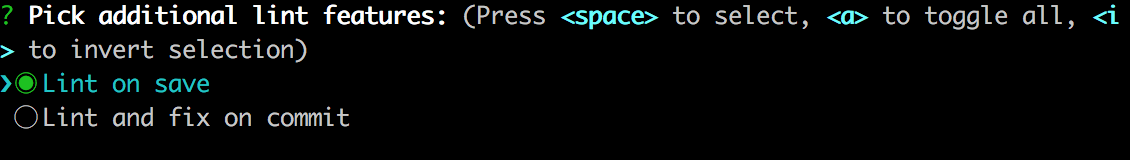 ? Pick additional lint features: (Press <space> to select, <a> to toggle all, <i
> to invert selection)
❯◉Lint on save
◯Lint and fix on commit